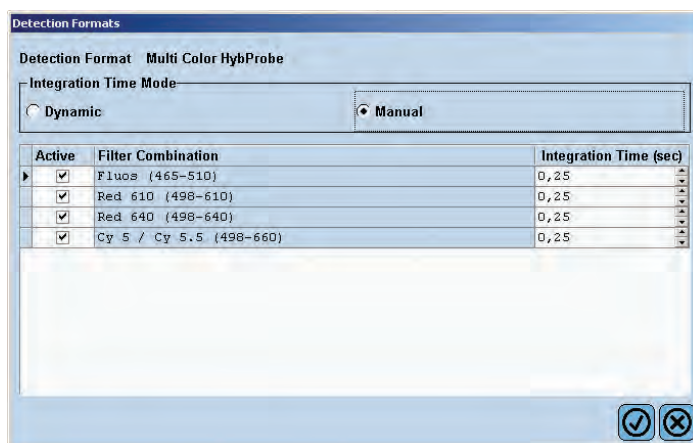 Detection Formats
Detection Format Multi Color HybProbe
Integration Time Mode
Dynamic Manual
Active Filter Combination Integration Time (sec)
Fluos (465-510) 0,25
Red 610 (498-610) 0,25
Red 640 (498-640) 0,25
Cy 5 / Cy 5.5 (498-660) 0,25